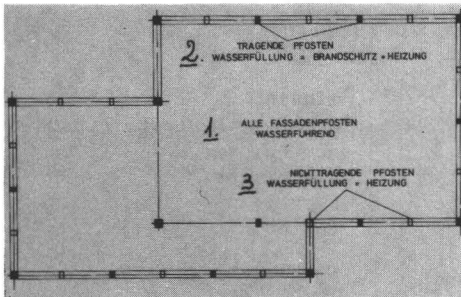 2. TRAGENDE PFOSTEN
WASSERFÜLLUNG = BRANDSCHUTZ + HEIZUNG
1. ALLE FASSADENPFOSTEN
WASSERFÜHREND
3 NICHTTRAGENDE PFOSTEN
WASSERFÜLLUNG = HEIZUNG